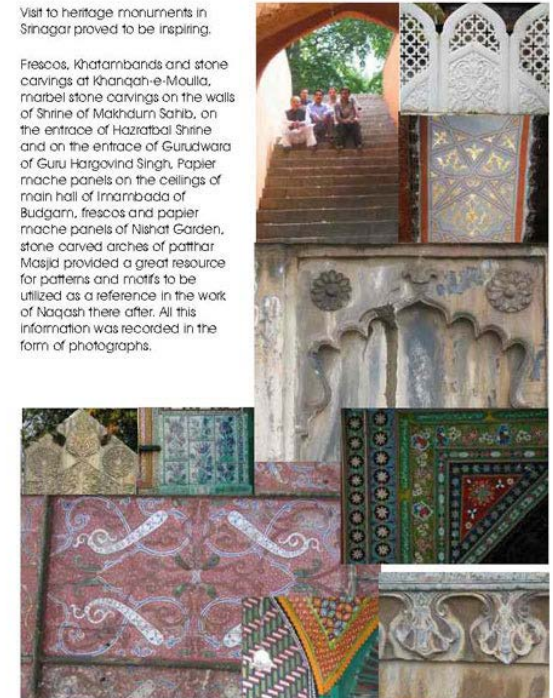 Visit to heritage monuments in
Srinagar proved to be inspiring.
Frescos, Khatambands and stone
carvings at Khanqah-e-Moulla,
marbel stone carvings on the walls
of Shrine of Makhdum Sahib, on
the entrace of Hazratbal Shrine
and on the entrace of Gurudwara
of Guru Hargovind Singh, Papier
mache panels on the ceilings of
main hall of Imambada of
Budgam, frescos and papier
mache panels of Nishat Garden,
stone carved arches of patthar
Masjid provided a great resource
for patterns and motifs to be
utilized as a reference in the work
of Naqash there after. All this
information was recorded in the
form of photographs.